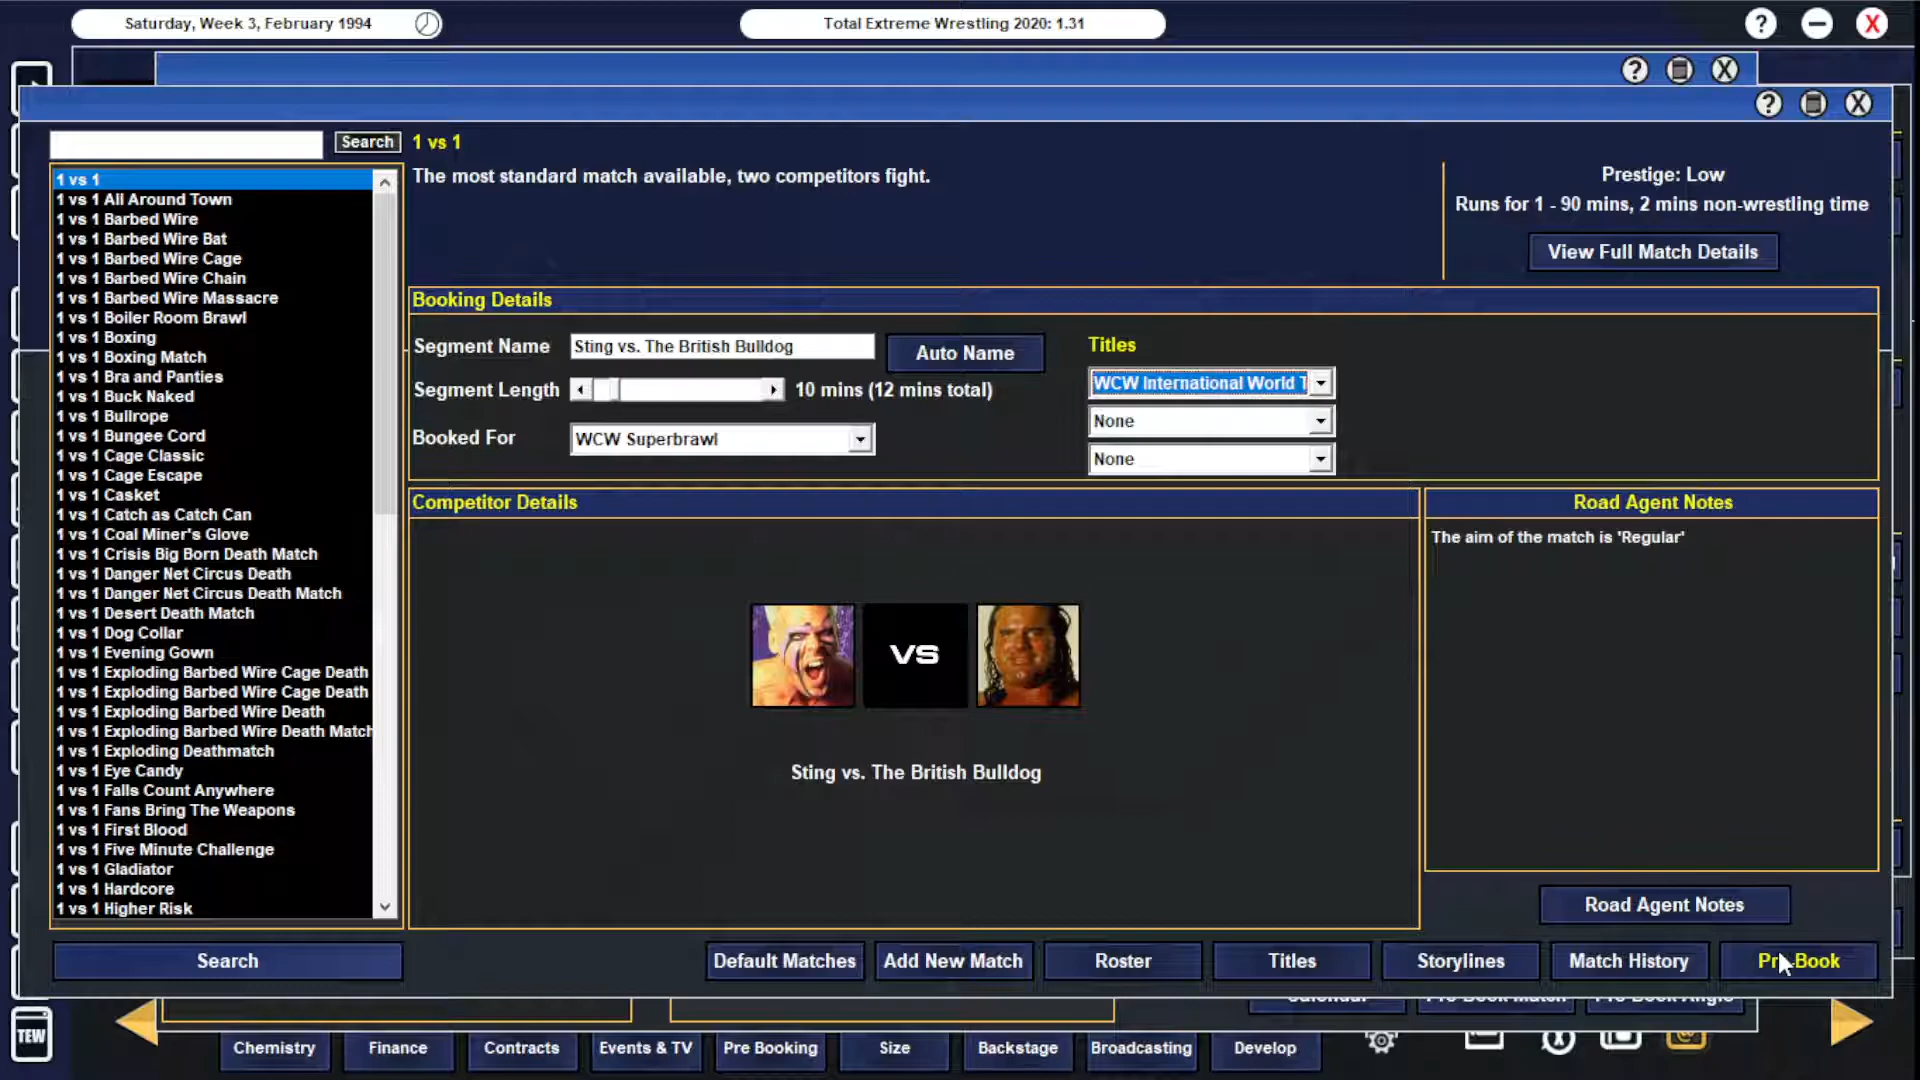 Saturday, Week 3, February 1994
Total Extreme Wrestling 2020: 1.31
Search
1 vs 1
The most standard match available, two competitors fight.
Prestige: Low
Runs for 1 - 90 mins, 2 mins non-wrestling time
View Full Match Details
1 vs 1
1 vs 1 All Around Town
1 vs 1 Barbed Wire
1 vs 1 Barbed Wire Bat
1 vs 1 Barbed Wire Cage
1 vs 1 Barbed Wire Chain
1 vs 1 Barbed Wire Massacre
1 vs 1 Boiler Room Brawl
1 vs 1 Boxing
1 vs 1 Boxing Match
1 vs 1 Bra and Panties
1 vs 1 Buck Naked
1 vs 1 Bullrope
1 vs 1 Bungee Cord
1 vs 1 Cage Classic
1 vs 1 Cage Escape
1 vs 1 Casket
1 vs 1 Catch as Catch Can
1 vs 1 Coal Miner's Glove
1 vs 1 Crisis Big Born Death Match
1 vs 1 Danger Net Circus Death
1 vs 1 Danger Net Circus Death Match
1 vs 1 Desert Death Match
1 vs 1 Dog Collar
1 vs 1 Evening Gown
1 vs 1 Exploding Barbed Wire Cage Death
1 vs 1 Exploding Barbed Wire Cage Death
1 vs 1 Exploding Barbed Wire Death
1 vs 1 Exploding Barbed Wire Death Match
1 vs 1 Exploding Deathmatch
1 vs 1 Eye Candy
1 vs 1 Falls Count Anywhere
1 vs 1 Fans Bring The Weapons
1 vs 1 First Blood
1 vs 1 Five Minute Challenge
1 vs 1 Gladiator
1 vs 1 Hardcore
1 vs 1 Higher Risk
Search
Booking Details
Segment Name
Sting vs. The British Bulldog
Auto Name
Segment Length
10 mins (12 mins total)
Booked For
WCW Superbrawl
Titles
WCW International World T
None
None
Competitor Details
VS
Sting vs. The British Bulldog
Road Agent Notes
The aim of the match is 'Regular'
Road Agent Notes
Default Matches
Add New Match
Roster
Titles
Storylines
Match History
Pre Book
Calendar
Pre Book Match
Pre Book Angle
TEW
Chemistry
Finance
Contracts
Events & TV
Pre Booking
Size
Backstage
Broadcasting
Develop